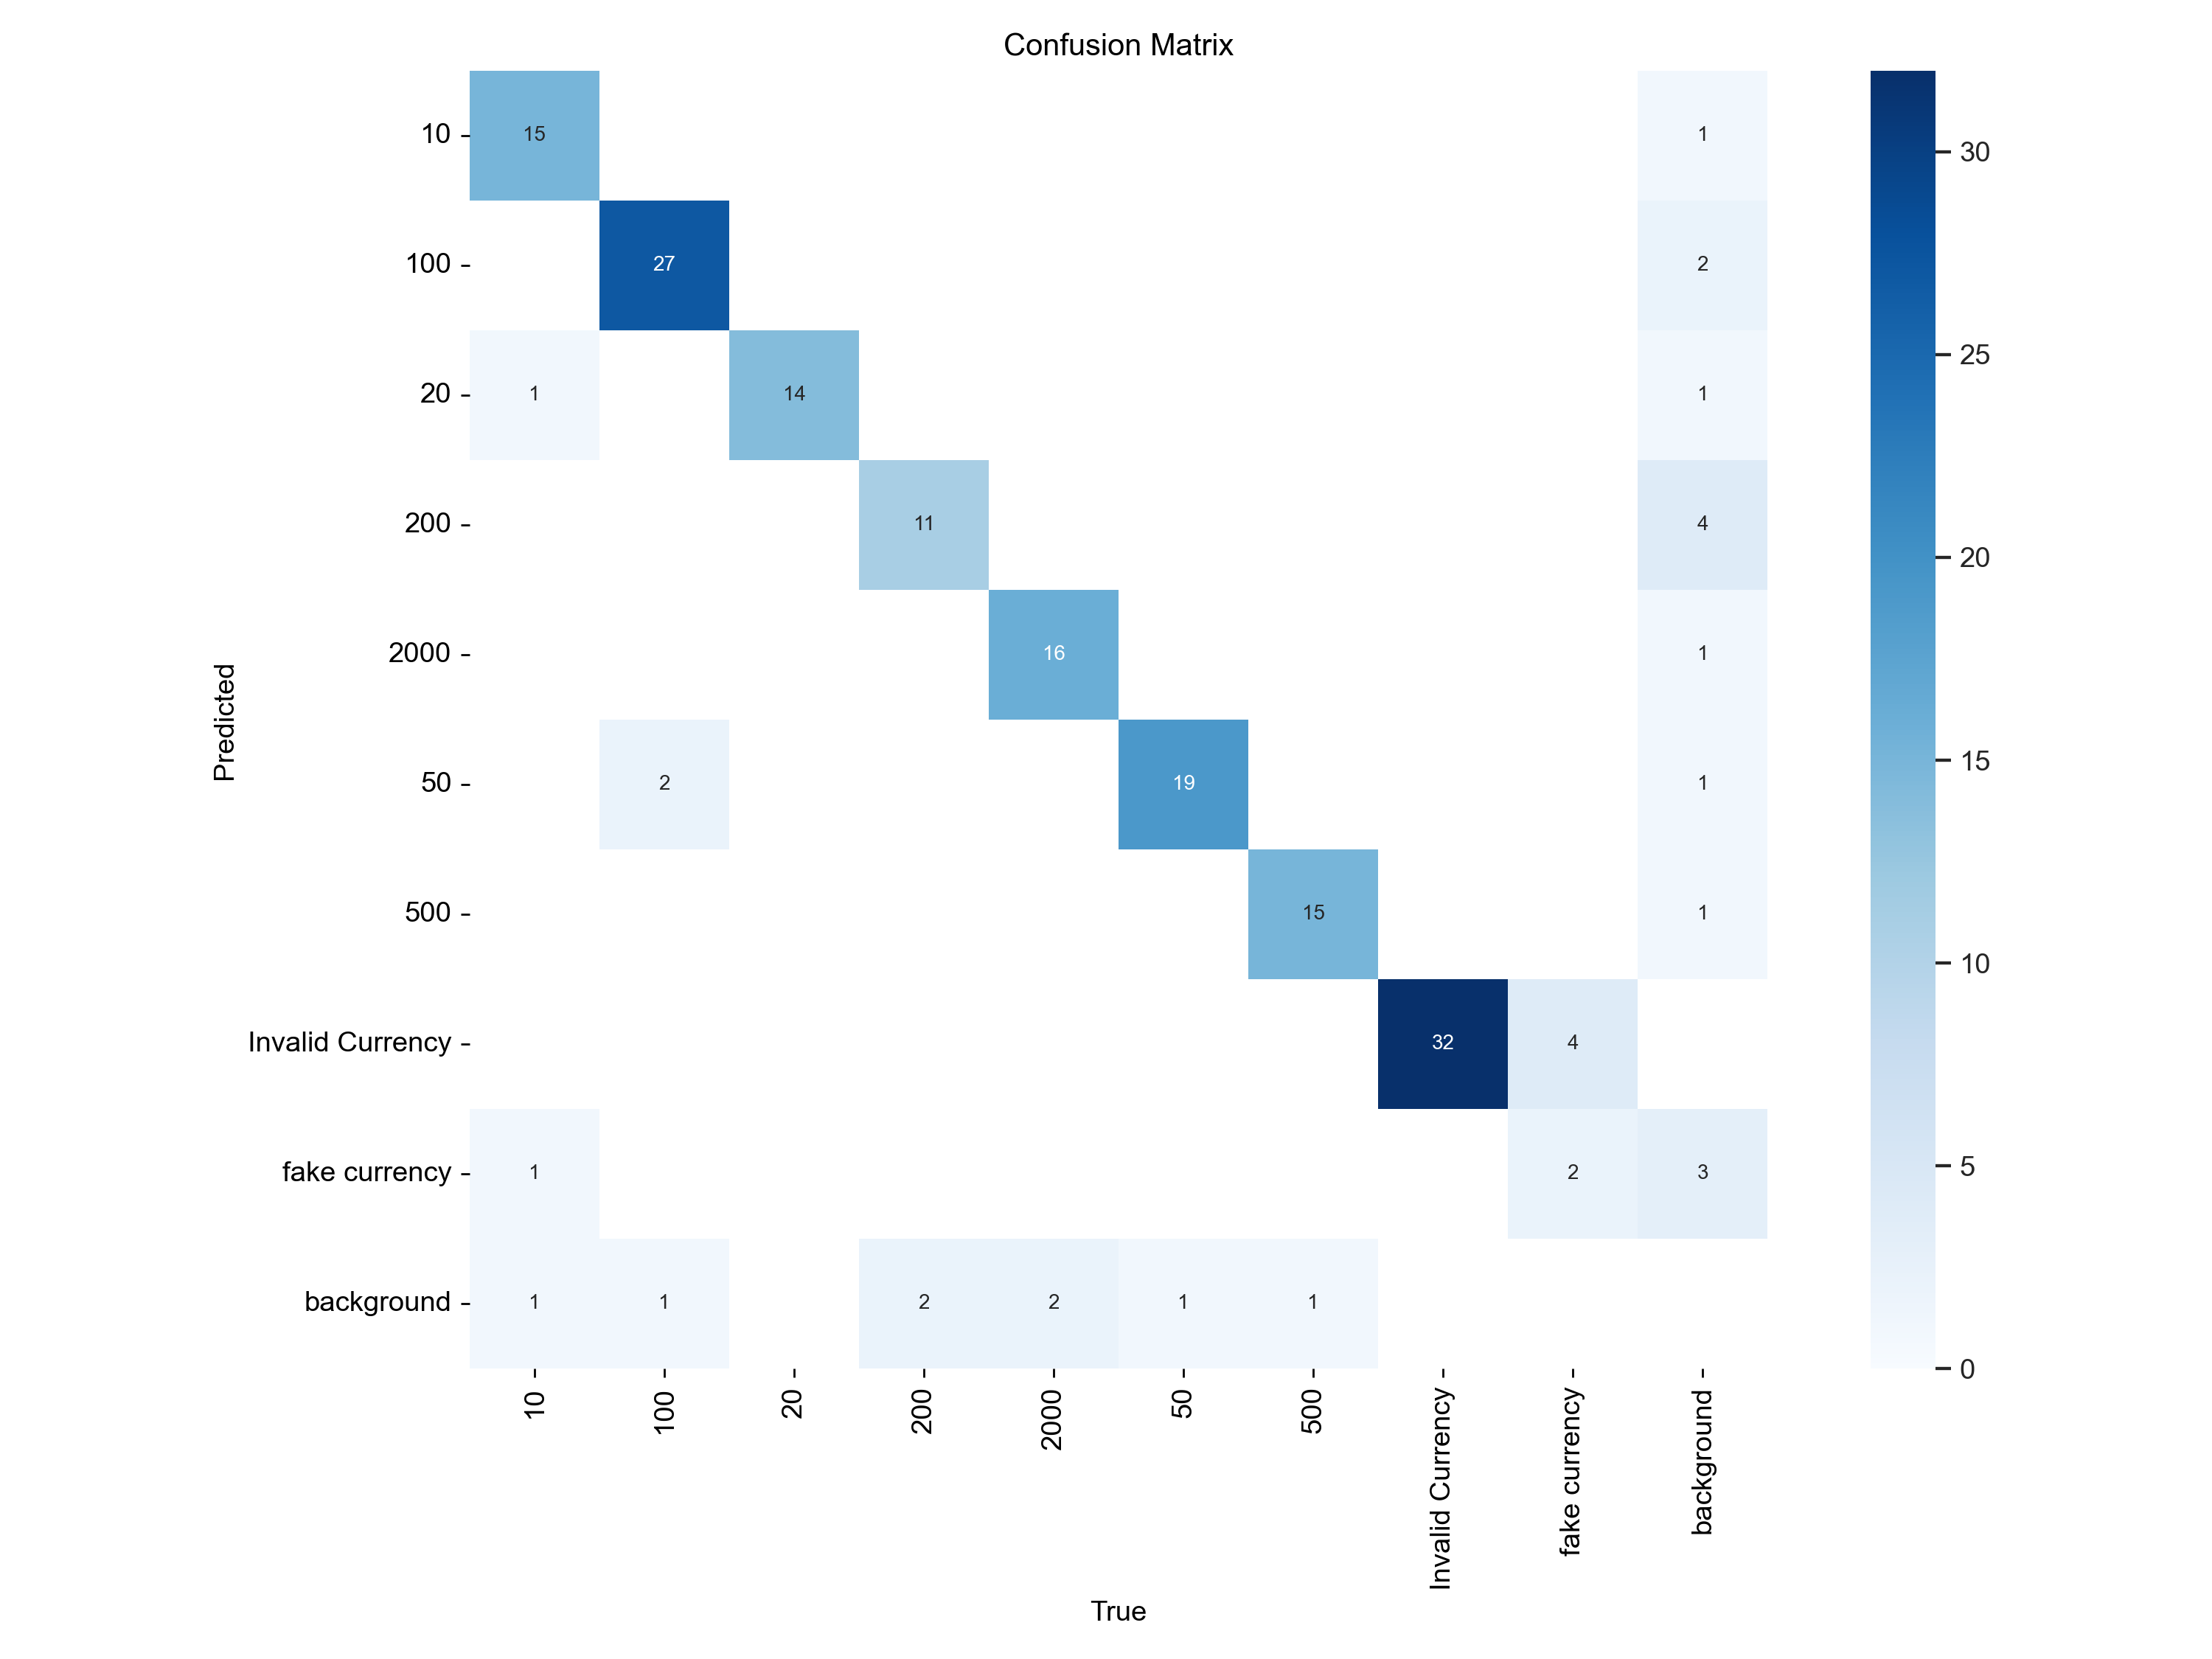 Confusion Matrix
10 15 1
100 27 2
20 1 14 1
200 11 4
2000 16 1
50 2 19 1
500 15 1
Invalid Currency 32 4
fake currency 1 2 3
background 1 1 2 2 1 1
Predicted
10 100 20 200 2000 50 500 Invalid Currency fake currency background
True
30
25
20
15
10
5
0